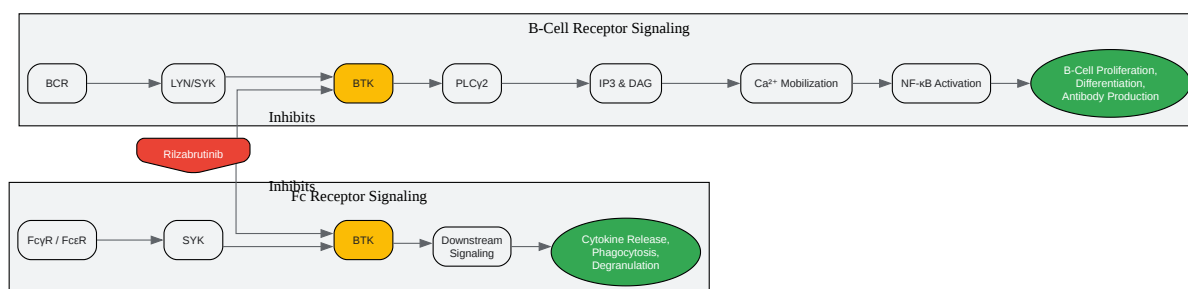 B-Cell Receptor Signaling
BCR
LYN/SYK
BTK
PLCγ2
IP3 & DAG
Ca²⁺ Mobilization
NF-κB Activation
B-Cell Proliferation,
Differentiation,
Antibody Production
Inhibits
Rilzabrutinib
Inhibits
Fc Receptor Signaling
FcγR / FcεR
SYK
BTK
Downstream
Signaling
Cytokine Release,
Phagocytosis,
Degranulation